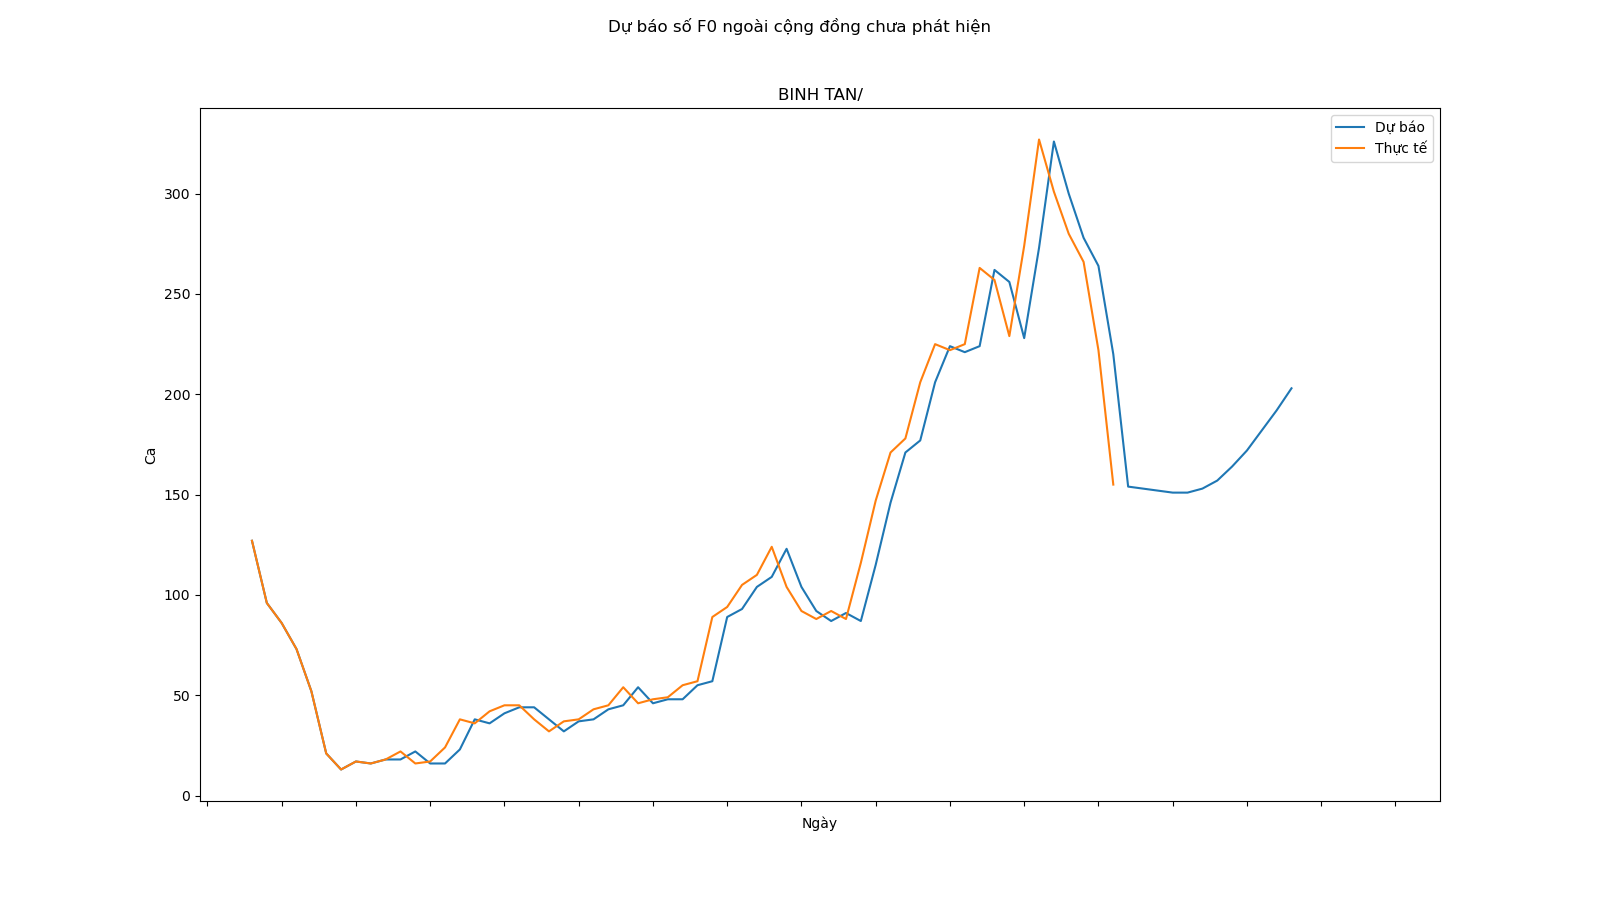 Dự báo số F0 ngoài cộng đồng chưa phát hiện
BINH TAN/
Dự báo
Thực tế
300
250
200
150
100
50
0
Ca
Ngày